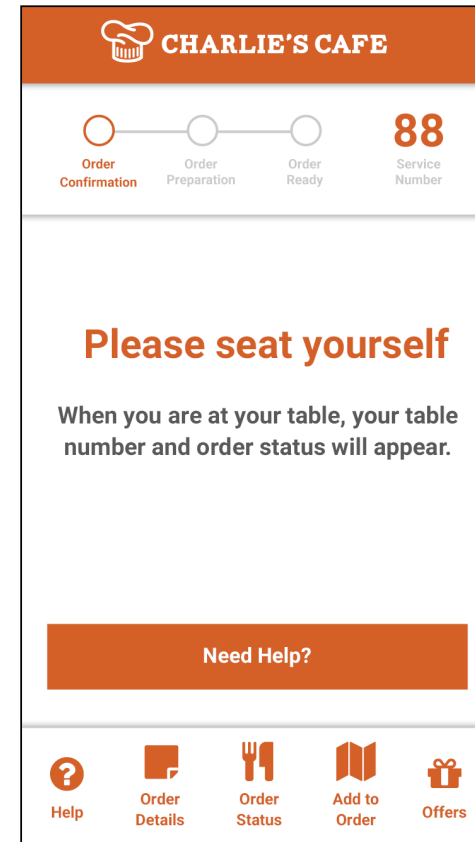 CHARLIE'S CAFE
88
Order
Confirmation
Order
Preparation
Order
Ready
Service
Number
Please seat yourself
When you are at your table, your table
number and order status will appear.
Need Help?
?
Help
Order
Details
Order
Status
Add to
Order
Offers